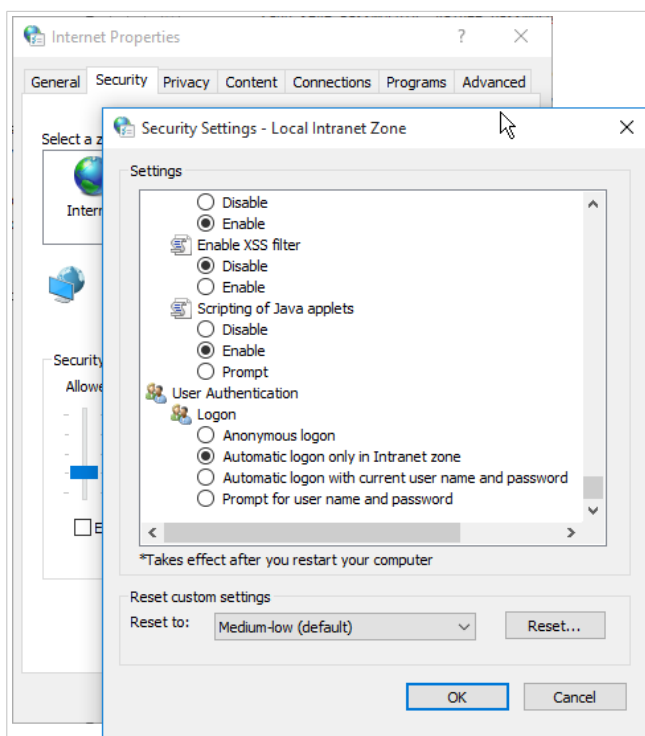 Internet Properties
General Security Privacy Content Connections Programs Advanced
Select a z
Security Settings - Local Intranet Zone
Settings
Intern
Disable
Enable
Enable XSS filter
Disable
Enable
Scripting of Java applets
Disable
Enable
Prompt
User Authentication
Logon
Anonymous logon
Automatic logon only in Intranet zone
Automatic logon with current user name and password
Prompt for user name and password
Security
Allowe
E
*Takes effect after you restart your computer
Reset custom settings
Reset to: Medium-low (default) Reset...
OK Cancel